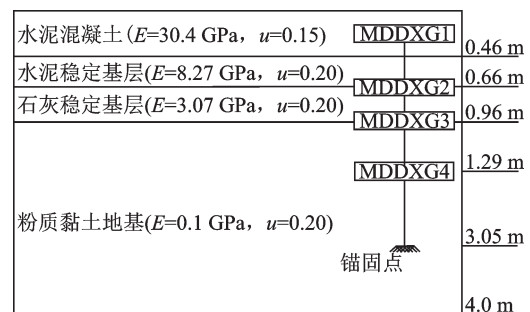 水泥混凝土(E=30.4 GPa，u=0.15)
MDDXG1
0.46 m
水泥稳定基层(E=8.27 GPa，u=0.20)
MDDXG2
0.66 m
石灰稳定基层(E=3.07 GPa，u=0.20)
MDDXG3
0.96 m
MDDXG4
1.29 m
粉质黏土地基(E=0.1 GPa，u=0.20)
3.05 m
锚固点
4.0 m